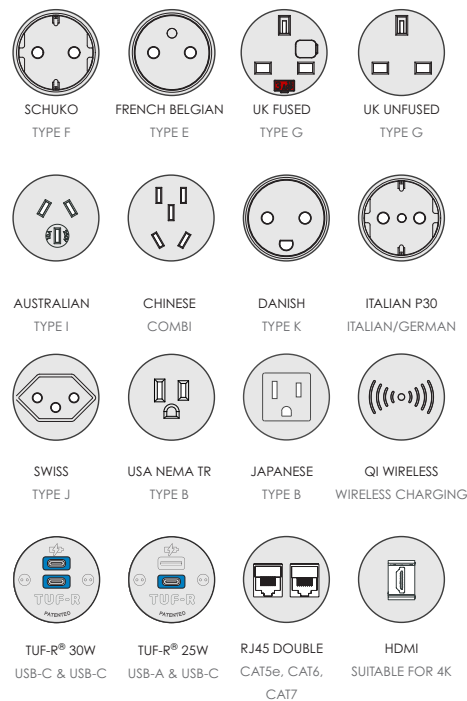 SCHUKO
TYPE F
FRENCH BELGIAN
TYPE E
UK FUSED
TYPE G
UK UNFUSED
TYPE G
AUSTRALIAN
TYPE I
CHINESE
COMBI
DANISH
TYPE K
ITALIAN P30
ITALIAN/GERMAN
SWISS
TYPE J
USA NEMA TR
TYPE B
JAPANESE
TYPE B
QI WIRELESS
WIRELESS CHARGING
TUF-R
PATENTED
TUF-R® 30W
USB-C & USB-C
TUF-R
PATENTED
TUF-R® 25W
USB-A & USB-C
RJ45 DOUBLE
CAT5e, CAT6,
CAT7
HDMI
SUITABLE FOR 4K